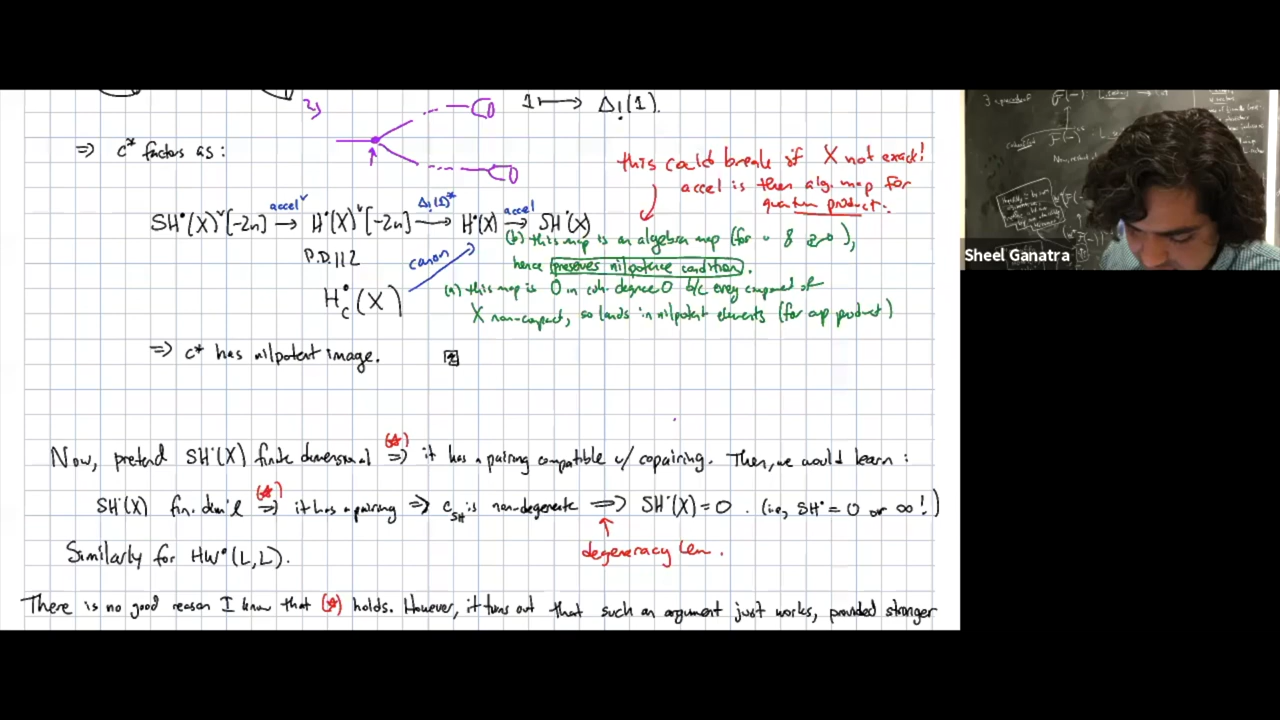 2)
1 ⟼ Δ!(1).
⇒ c* factors as:
this could break if X not exact!
accel is then alg. map for
quantum product.
SH•(X)ᵛ[-2n] →(accelᵛ) H•(X)ᵛ[-2n] →(Δ!(1)*) H•(X) →(accel) SH•(X)
(b) this map is an algebra map (for
),
P.D. ||2
canon
hence preserves nilpotence condition.
H•c(X)
(a) this map is 0 in coh. degree 0 b/c every component of
X non-compact, so lands in nilpotent elements (for cup product)
⇒ c* has nilpotent image.
Now, pretend SH•(X) finite dimensional ⇒(☆) it has a pairing compatible w/ copairing. Then, we would learn:
SH•(X) fin. dim'l ⇒(☆) it has a pairing ⇒ c_SH is non-degenerate ⇒ SH•(X) = 0. (i.e., SH• = 0 or ∞!)
degeneracy lem.
Similarly for HW•(L,L).
There is no good reason I know that (☆) holds. However, it turns out that such an argument just works, provided stronger
Sheel Ganatra